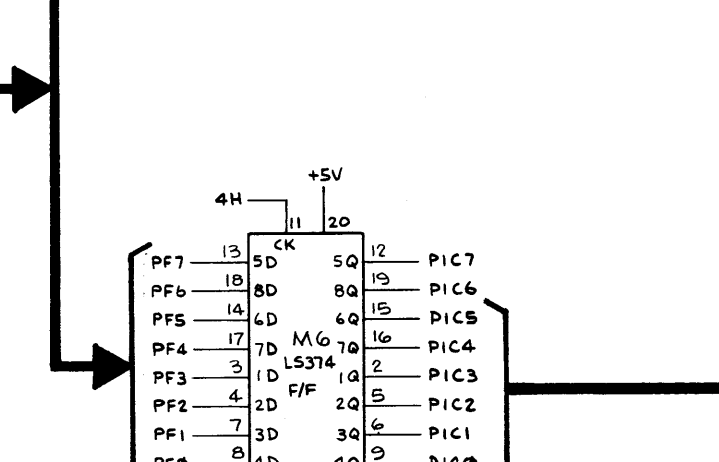 +5V
4H
11 20
CK
PF7 13 5D 5Q 12 PIC7
PF6 18 8D 8Q 19 PIC6
PF5 14 6D 6Q 15 PIC5
PF4 17 7D M6 7Q 16 PIC4
LS374
PF3 3 1D 1Q 2 PIC3
F/F
PF2 4 2D 2Q 5 PIC2
PF1 7 3D 3Q 6 PIC1
8 9